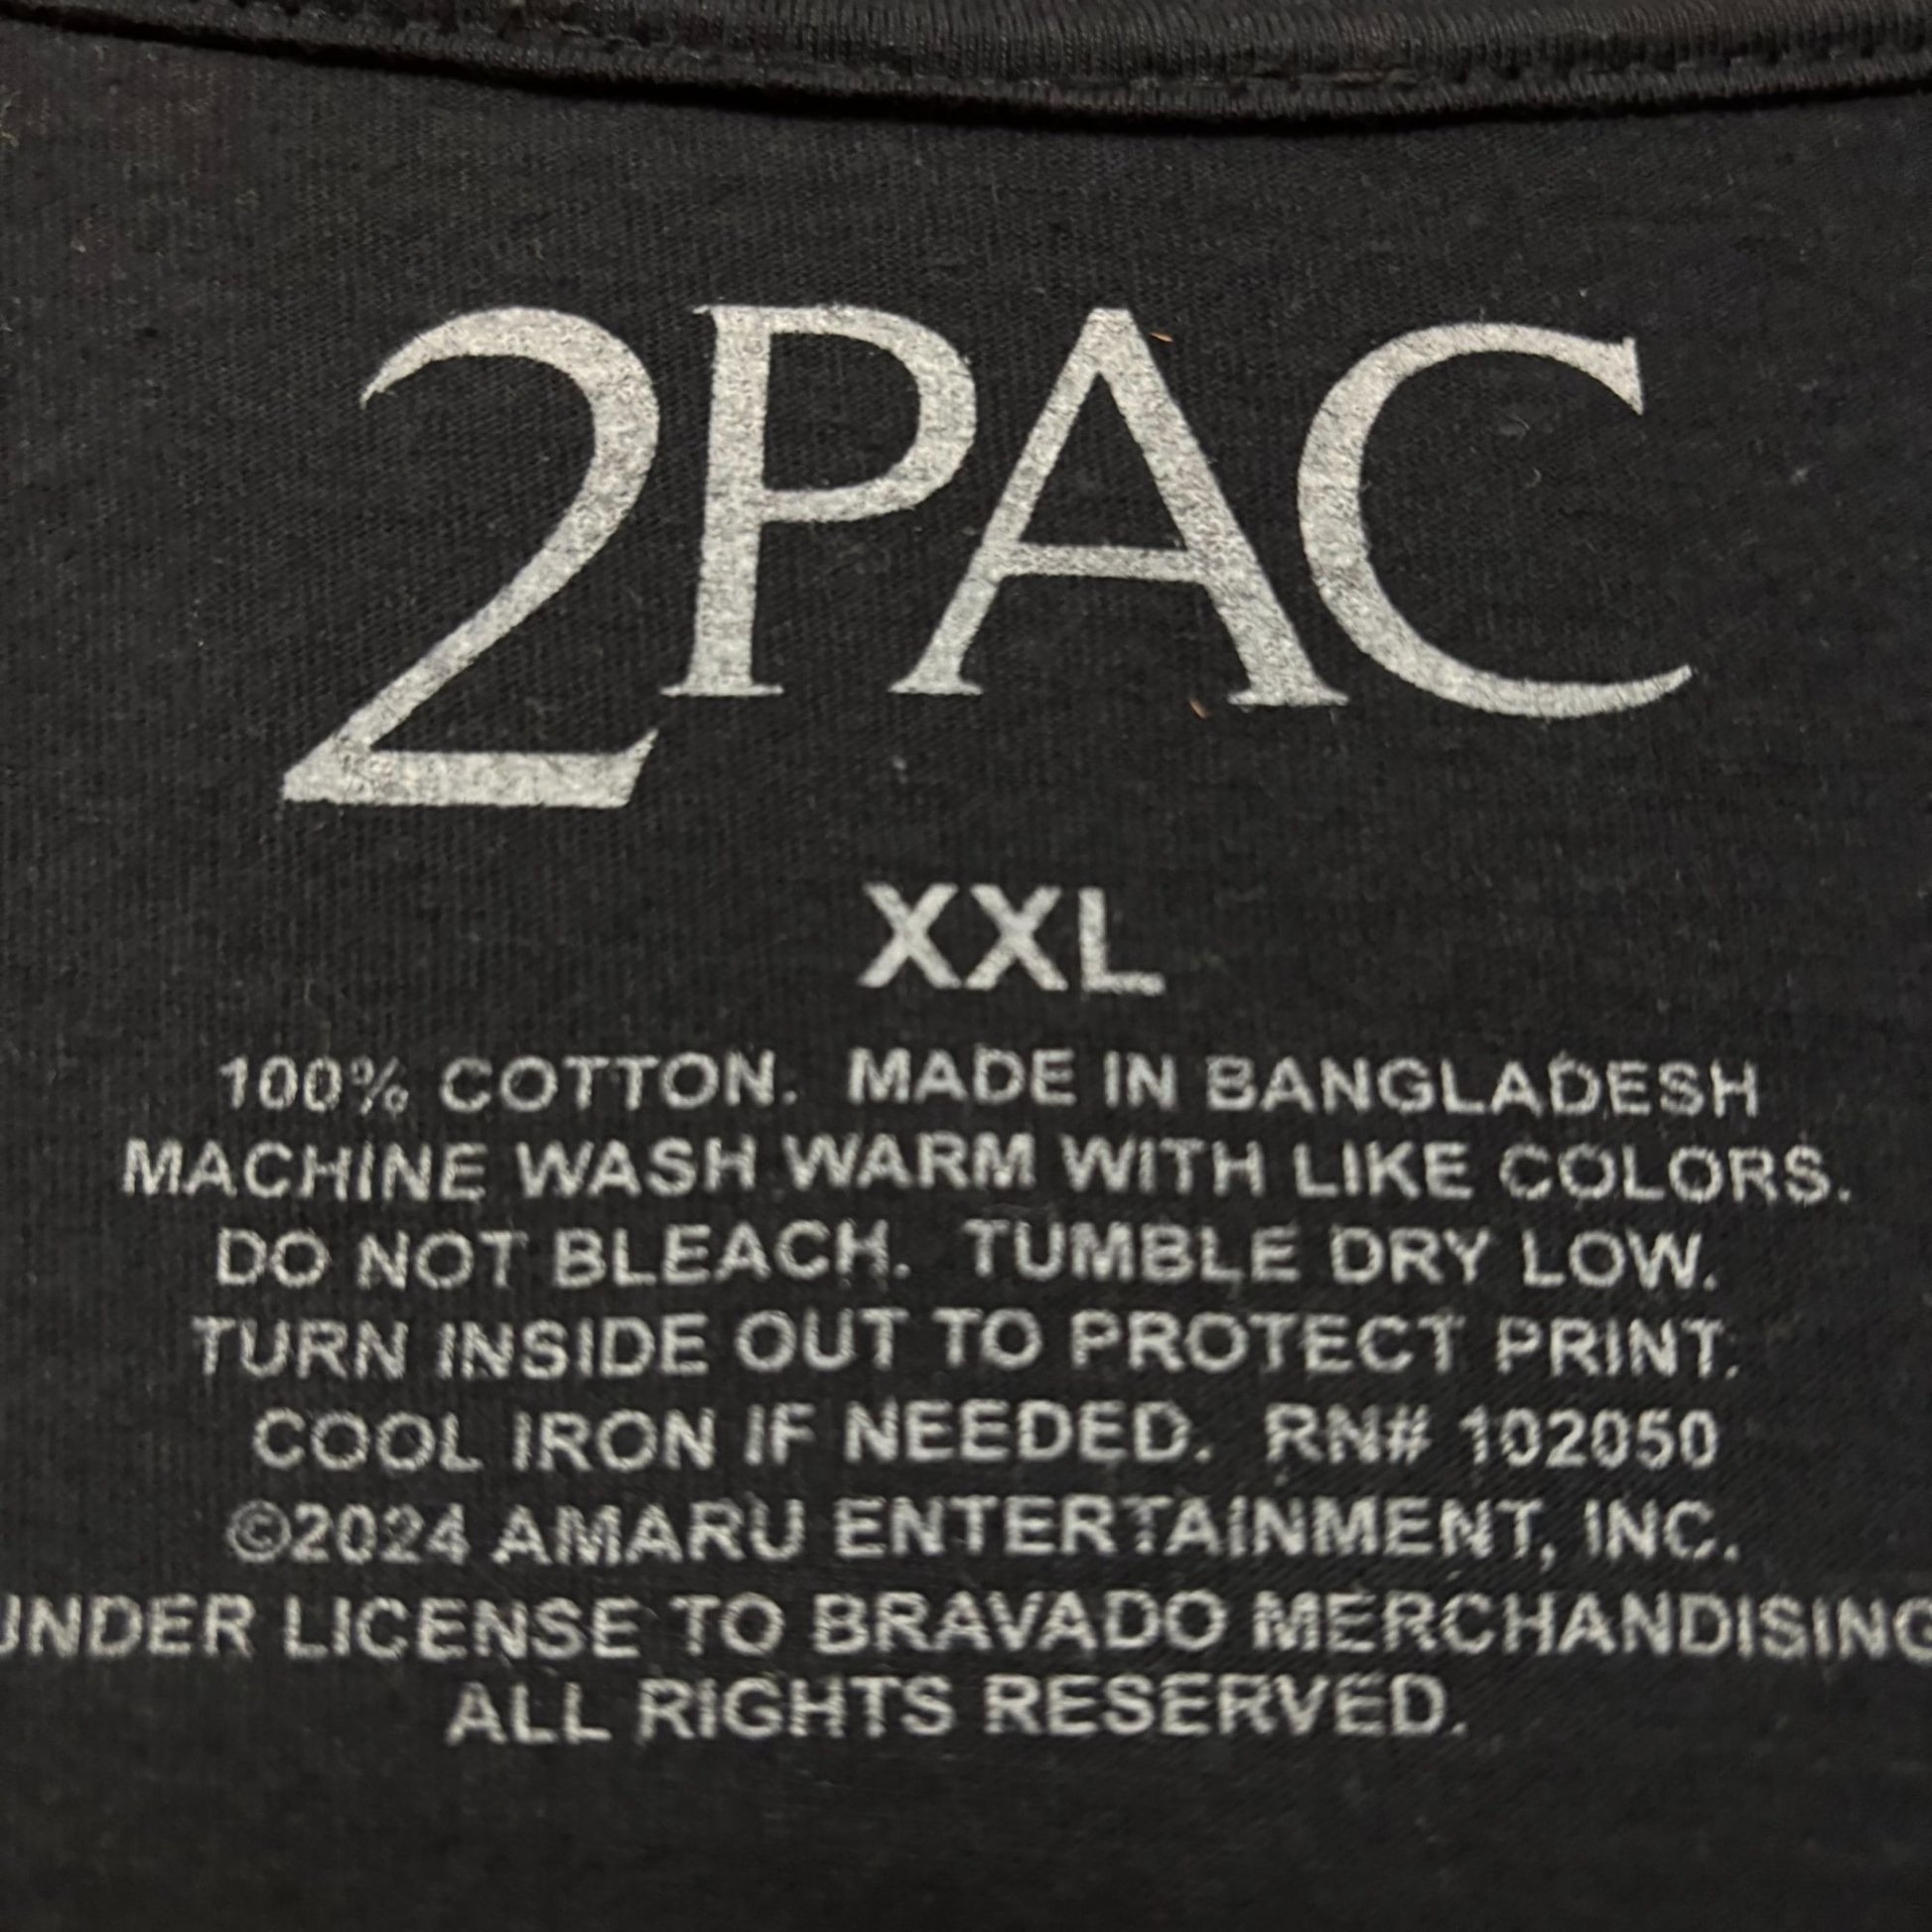 2PAC
XXL
100% COTTON. MADE IN BANGLADESH
MACHINE WASH WARM WITH LIKE COLORS.
DO NOT BLEACH. TUMBLE DRY LOW.
TURN INSIDE OUT TO PROTECT PRINT.
COOL IRON IF NEEDED. RN# 102050
©2024 AMARU ENTERTAINMENT, INC.
UNDER LICENSE TO BRAVADO MERCHANDISING
ALL RIGHTS RESERVED.